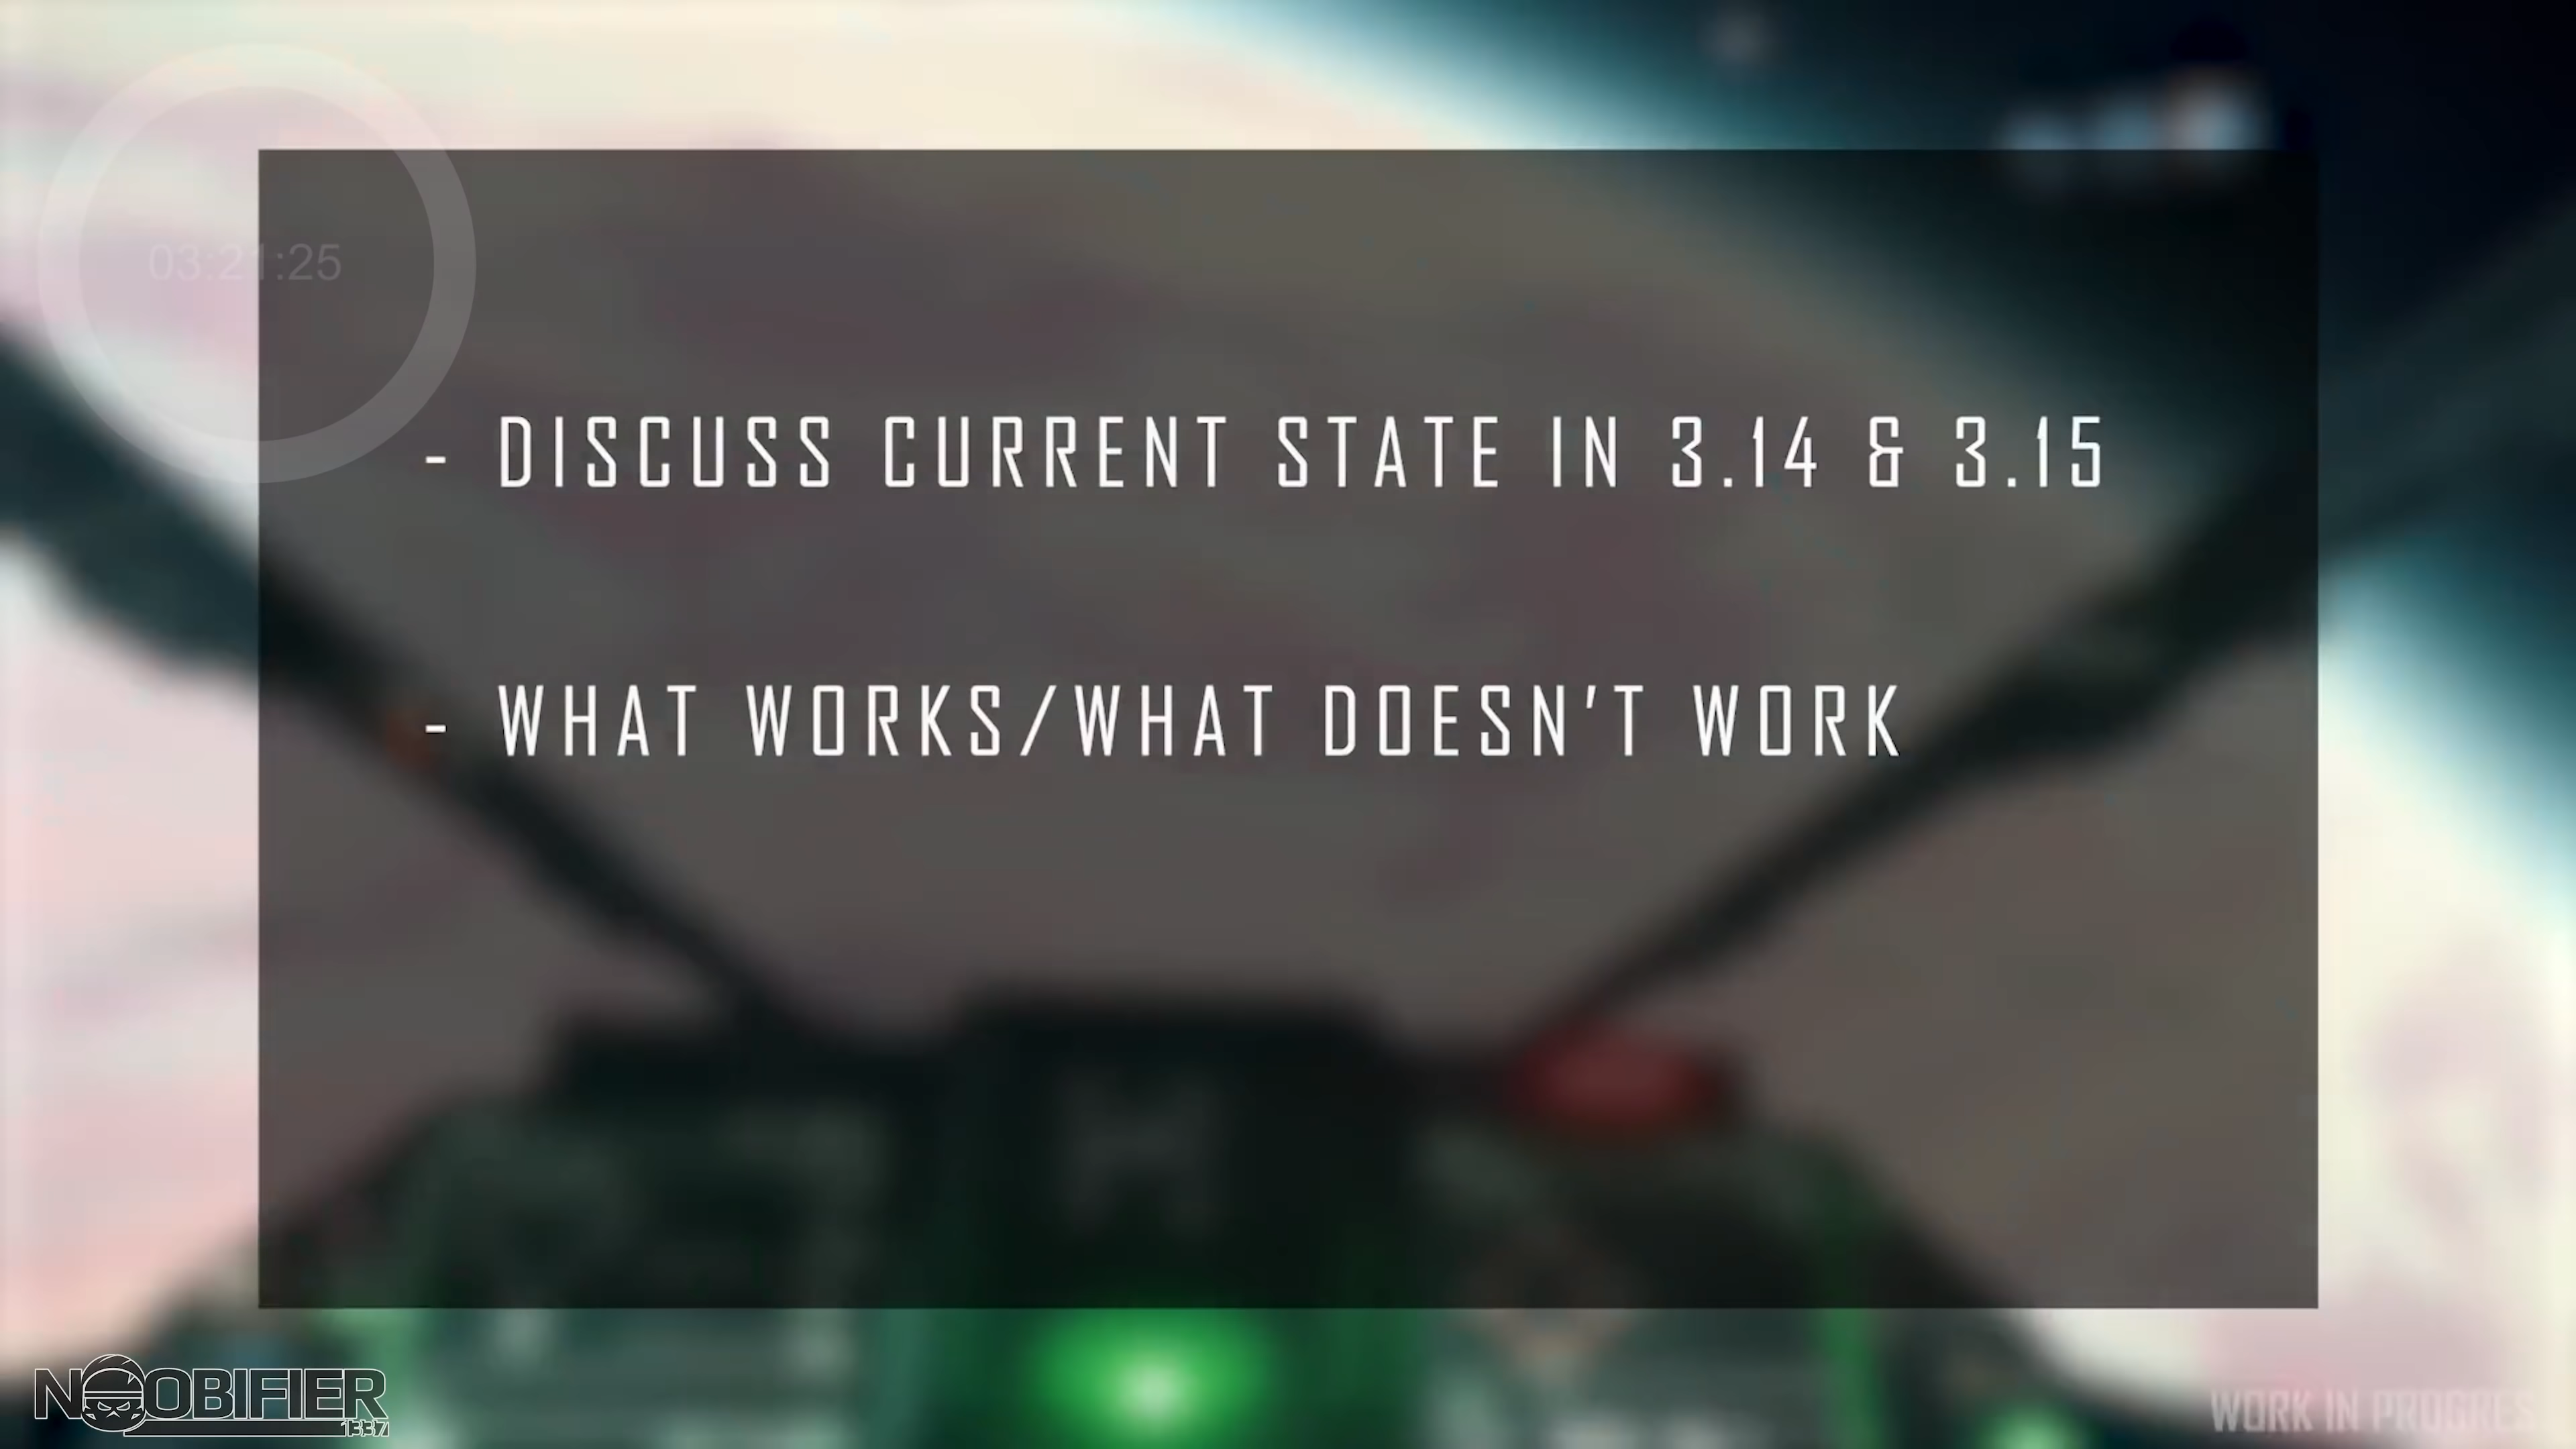 03:21:25
- DISCUSS CURRENT STATE IN 3.14 & 3.15
- WHAT WORKS/WHAT DOESN'T WORK
NOOBIFIER
1337
WORK IN PROGRES